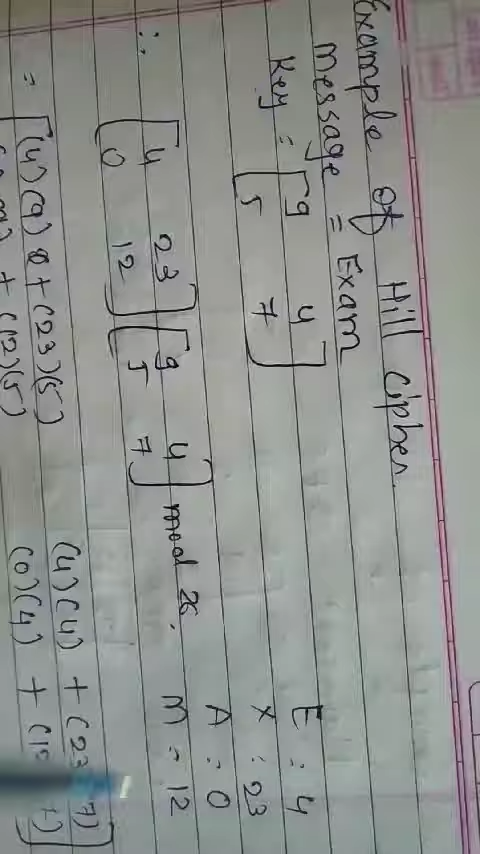 Example of Hill cipher.
message = Exam
E : 4
Key = [9 4
5 7]
X : 23
A : 0
∴ [4 23
0 12] [9 4
5 7] mod 26.
M = 12
= [(4)(9) + (23)(5) (4)(4) + (23 7)
+ (12)(5) (0)(4) +